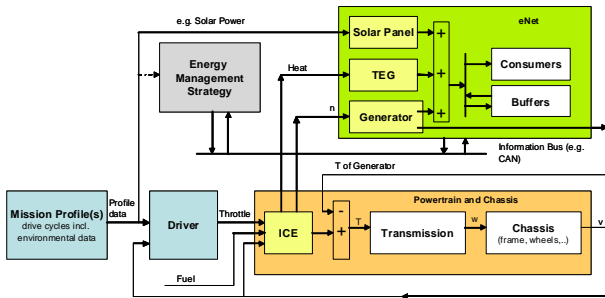 e.g. Solar Power
eNet
Solar Panel
+
Energy
Management
Strategy
Heat
TEG
+
Consumers
Buffers
n
Generator
+
Information Bus (e.g.
CAN)
T of Generator
Profile
data
Powertrain and Chassis
Mission Profile(s)
drive cycles incl.
environmental data
Driver
Throttle
ICE
-
+
T
Transmission
w
Chassis
(frame, wheels,..)
v
Fuel